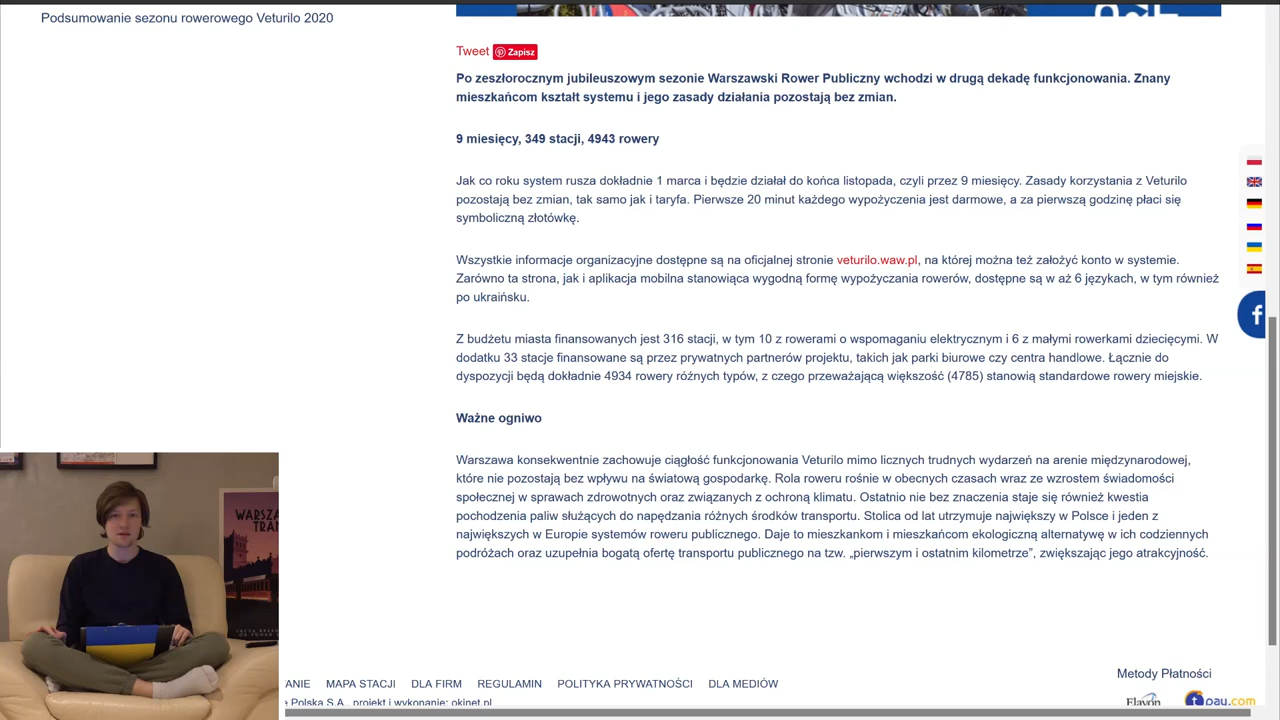 Podsumowanie sezonu rowerowego Veturilo 2020
Tweet Zapisz
Po zeszłorocznym jubileuszowym sezonie Warszawski Rower Publiczny wchodzi w drugą dekadę funkcjonowania. Znany
mieszkańcom kształt systemu i jego zasady działania pozostają bez zmian.
9 miesięcy, 349 stacji, 4943 rowery
Jak co roku system rusza dokładnie 1 marca i będzie działał do końca listopada, czyli przez 9 miesięcy. Zasady korzystania z Veturilo
pozostają bez zmian, tak samo jak i taryfa. Pierwsze 20 minut każdego wypożyczenia jest darmowe, a za pierwszą godzinę płaci się
symboliczną złotówkę.
Wszystkie informacje organizacyjne dostępne są na oficjalnej stronie veturilo.waw.pl, na której można też założyć konto w systemie.
Zarówno ta strona, jak i aplikacja mobilna stanowiąca wygodną formę wypożyczania rowerów, dostępne są w aż 6 językach, w tym również
po ukraińsku.
Z budżetu miasta finansowanych jest 316 stacji, w tym 10 z rowerami o wspomaganiu elektrycznym i 6 z małymi rowerkami dziecięcymi. W
dodatku 33 stacje finansowane są przez prywatnych partnerów projektu, takich jak parki biurowe czy centra handlowe. Łącznie do
dyspozycji będą dokładnie 4934 rowery różnych typów, z czego przeważającą większość (4785) stanowią standardowe rowery miejskie.
Ważne ogniwo
Warszawa konsekwentnie zachowuje ciągłość funkcjonowania Veturilo mimo licznych trudnych wydarzeń na arenie międzynarodowej,
które nie pozostają bez wpływu na światową gospodarkę. Rola roweru rośnie w obecnych czasach wraz ze wzrostem świadomości
społecznej w sprawach zdrowotnych oraz związanych z ochroną klimatu. Ostatnio nie bez znaczenia staje się również kwestia
pochodzenia paliw służących do napędzania różnych środków transportu. Stolica od lat utrzymuje największy w Polsce i jeden z
największych w Europie systemów roweru publicznego. Daje to mieszkankom i mieszkańcom ekologiczną alternatywę w ich codziennych
podróżach oraz uzupełnia bogatą ofertę transportu publicznego na tzw. „pierwszym i ostatnim kilometrze”, zwiększając jego atrakcyjność.
WARSZAW
TRAM
Metody Płatności
ANIE MAPA STACJI DLA FIRM REGULAMIN POLITYKA PRYWATNOŚCI DLA MEDIÓW
e Polska S.A., projekt i wykonanie: okinet.pl
Elavon pau.com